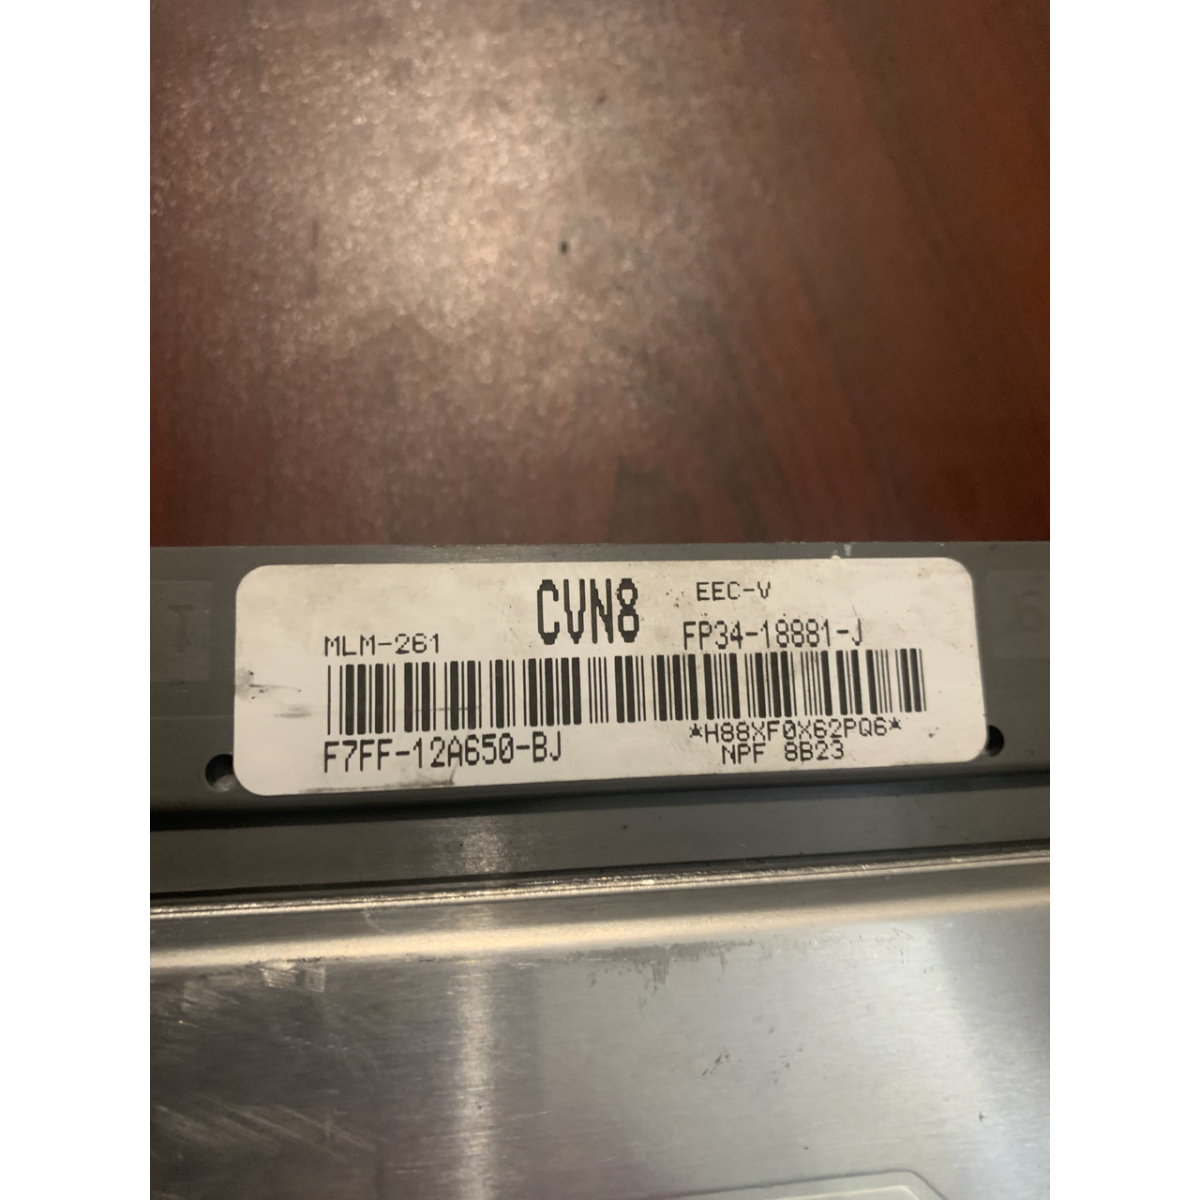 CVN8 EEC-V
MLM-261 FP34-18881-J
F7FF-12A650-BJ *H88XF0X62PQ6*
NPF 8B23